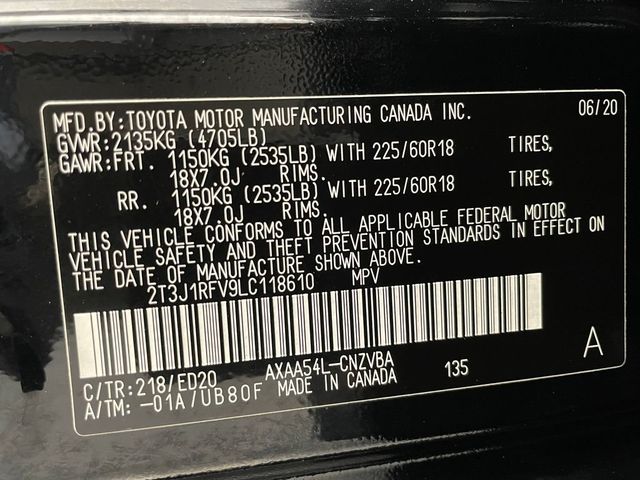 MFD.BY:TOYOTA MOTOR MANUFACTURING CANADA INC. 06/20
GVWR:2135KG (4705LB)
GAWR:FRT. 1150KG (2535LB) WITH 225/60R18 TIRES,
18X7.0J RIMS.
RR. 1150KG (2535LB) WITH 225/60R18 TIRES,
18X7.0J RIMS.
THIS VEHICLE CONFORMS TO ALL APPLICABLE FEDERAL MOTOR
VEHICLE SAFETY AND THEFT PREVENTION STANDARDS IN EFFECT ON
THE DATE OF MANUFACTURE SHOWN ABOVE.
2T3J1RFV9LC118610 MPV
A
C/TR:218/ED20 AXAA54L-CNZVBA 135
A/TM: -01A/UB80F MADE IN CANADA